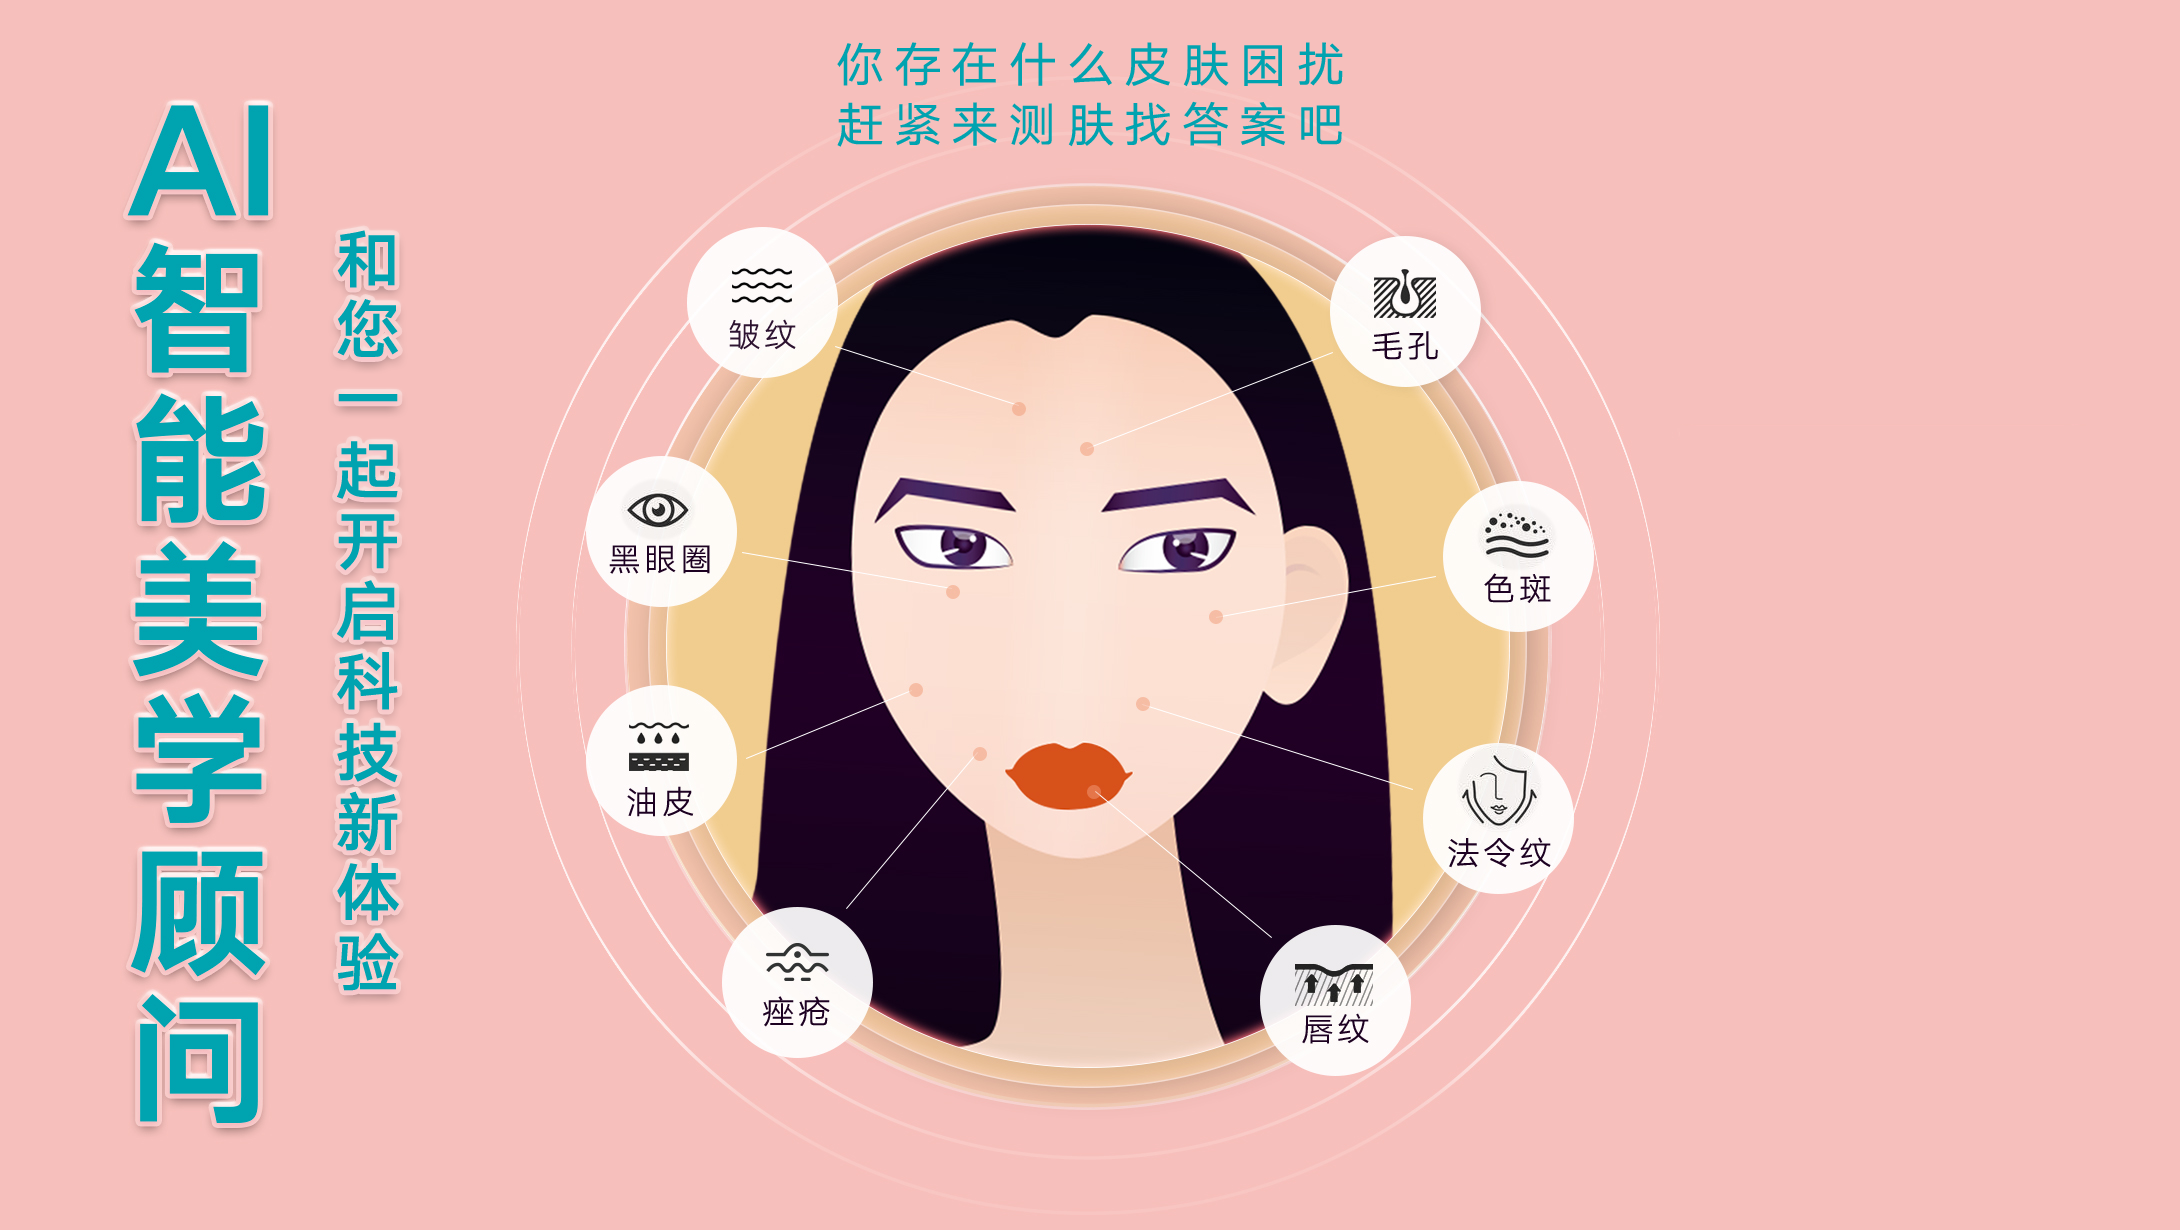 AI智能美学顾问
和您一起开启科技新体验
你存在什么皮肤困扰
赶紧来测肤找答案吧
皱纹
毛孔
黑眼圈
色斑
油皮
法令纹
痤疮
唇纹